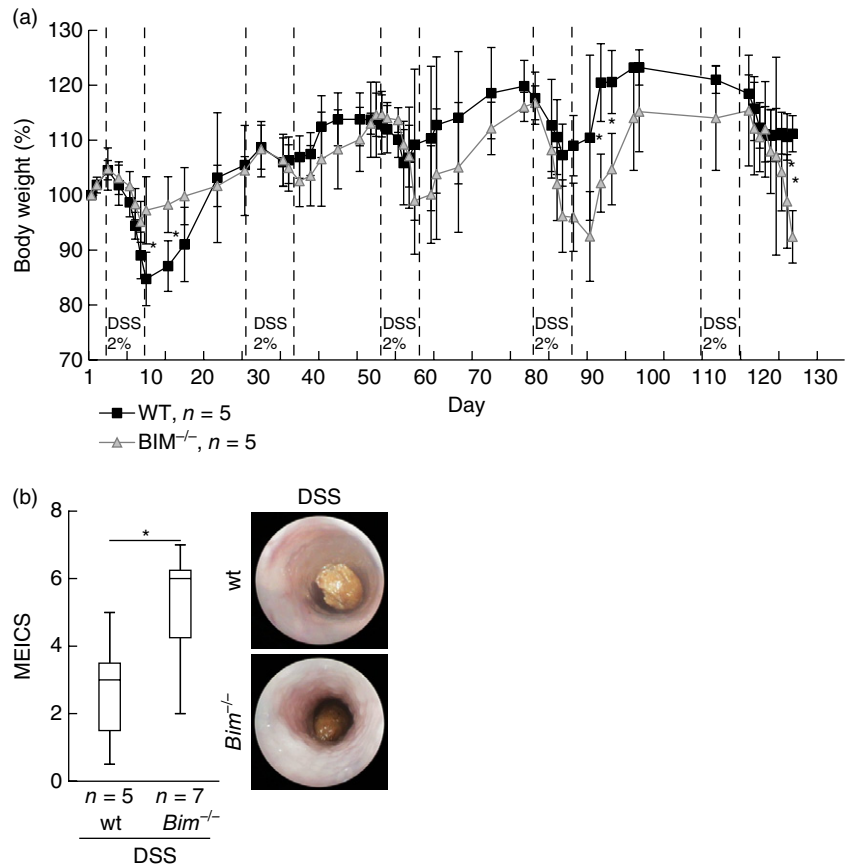 (a)
130
120
110
100
90
80
70
Body weight (%)
* * * * * *
DSS
2%
DSS
2%
DSS
2%
DSS
2%
DSS
2%
1 10 20 30 40 50 60 70 80 90 100 110 120 130
Day
WT, n = 5
BIM–/–, n = 5
(b)
8
6
4
2
0
MEICS
*
n = 5 n = 7
wt Bim–/–
DSS
DSS
wt
Bim–/–